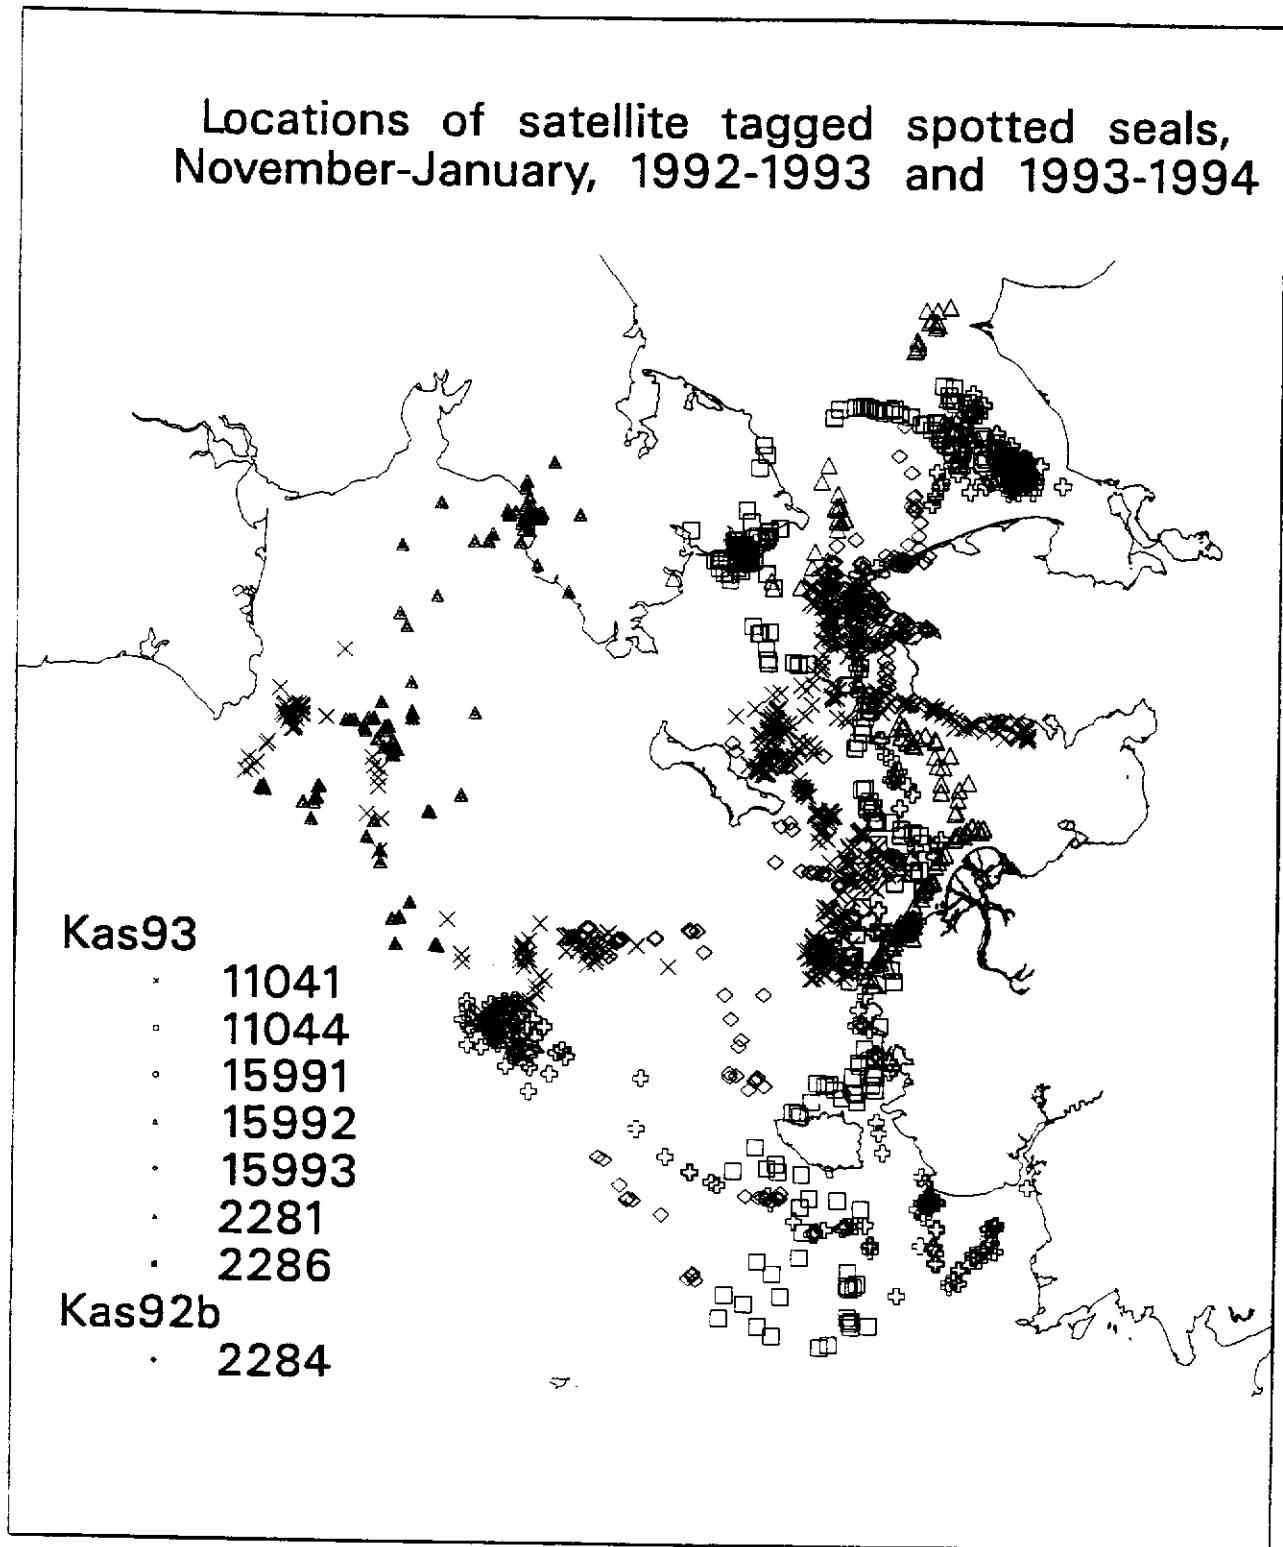 Locations of satellite tagged spotted seals,
November-January, 1992-1993 and 1993-1994
Kas93
11041
11044
15991
15992
15993
2281
2286
Kas92b
2284